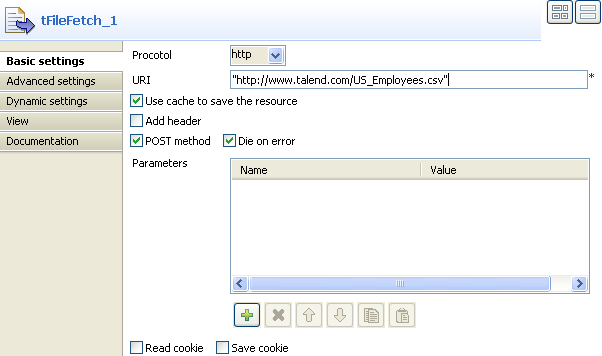 tFileFetch_1
Basic settings
Advanced settings
Dynamic settings
View
Documentation
Procotol http
URI "http://www.talend.com/US_Employees.csv" *
Use cache to save the resource
Add header
POST method Die on error
Parameters Name Value
Read cookie Save cookie